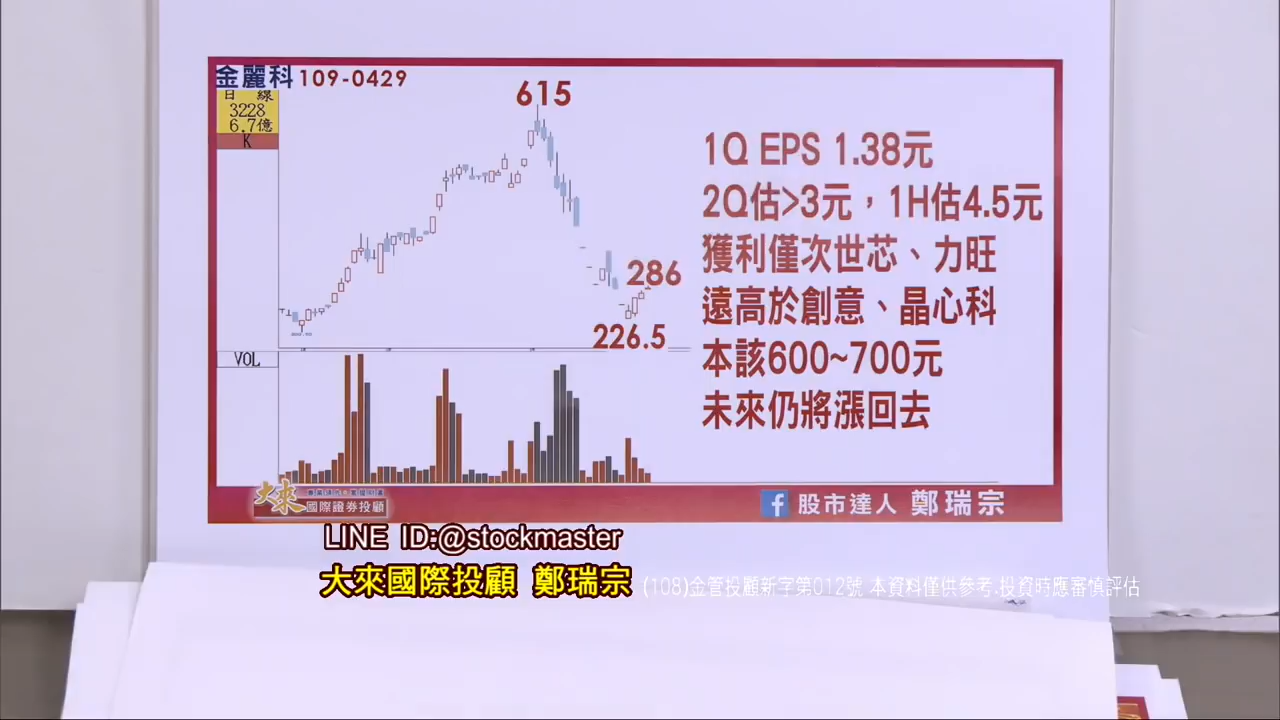 金麗科109-0429
日 線
3228
6.7億
K
615
286
226.5
VOL
1Q EPS 1.38元
2Q估>3元，1H估4.5元
獲利僅次世芯、力旺
遠高於創意、晶心科
本該600~700元
未來仍將漲回去
大來
國際證券投顧
f 股市達人 鄭瑞宗
LINE ID:@stockmaster
大來國際投顧 鄭瑞宗
(108)金管投顧新字第012號 本資料僅供參考.投資時應審慎評估